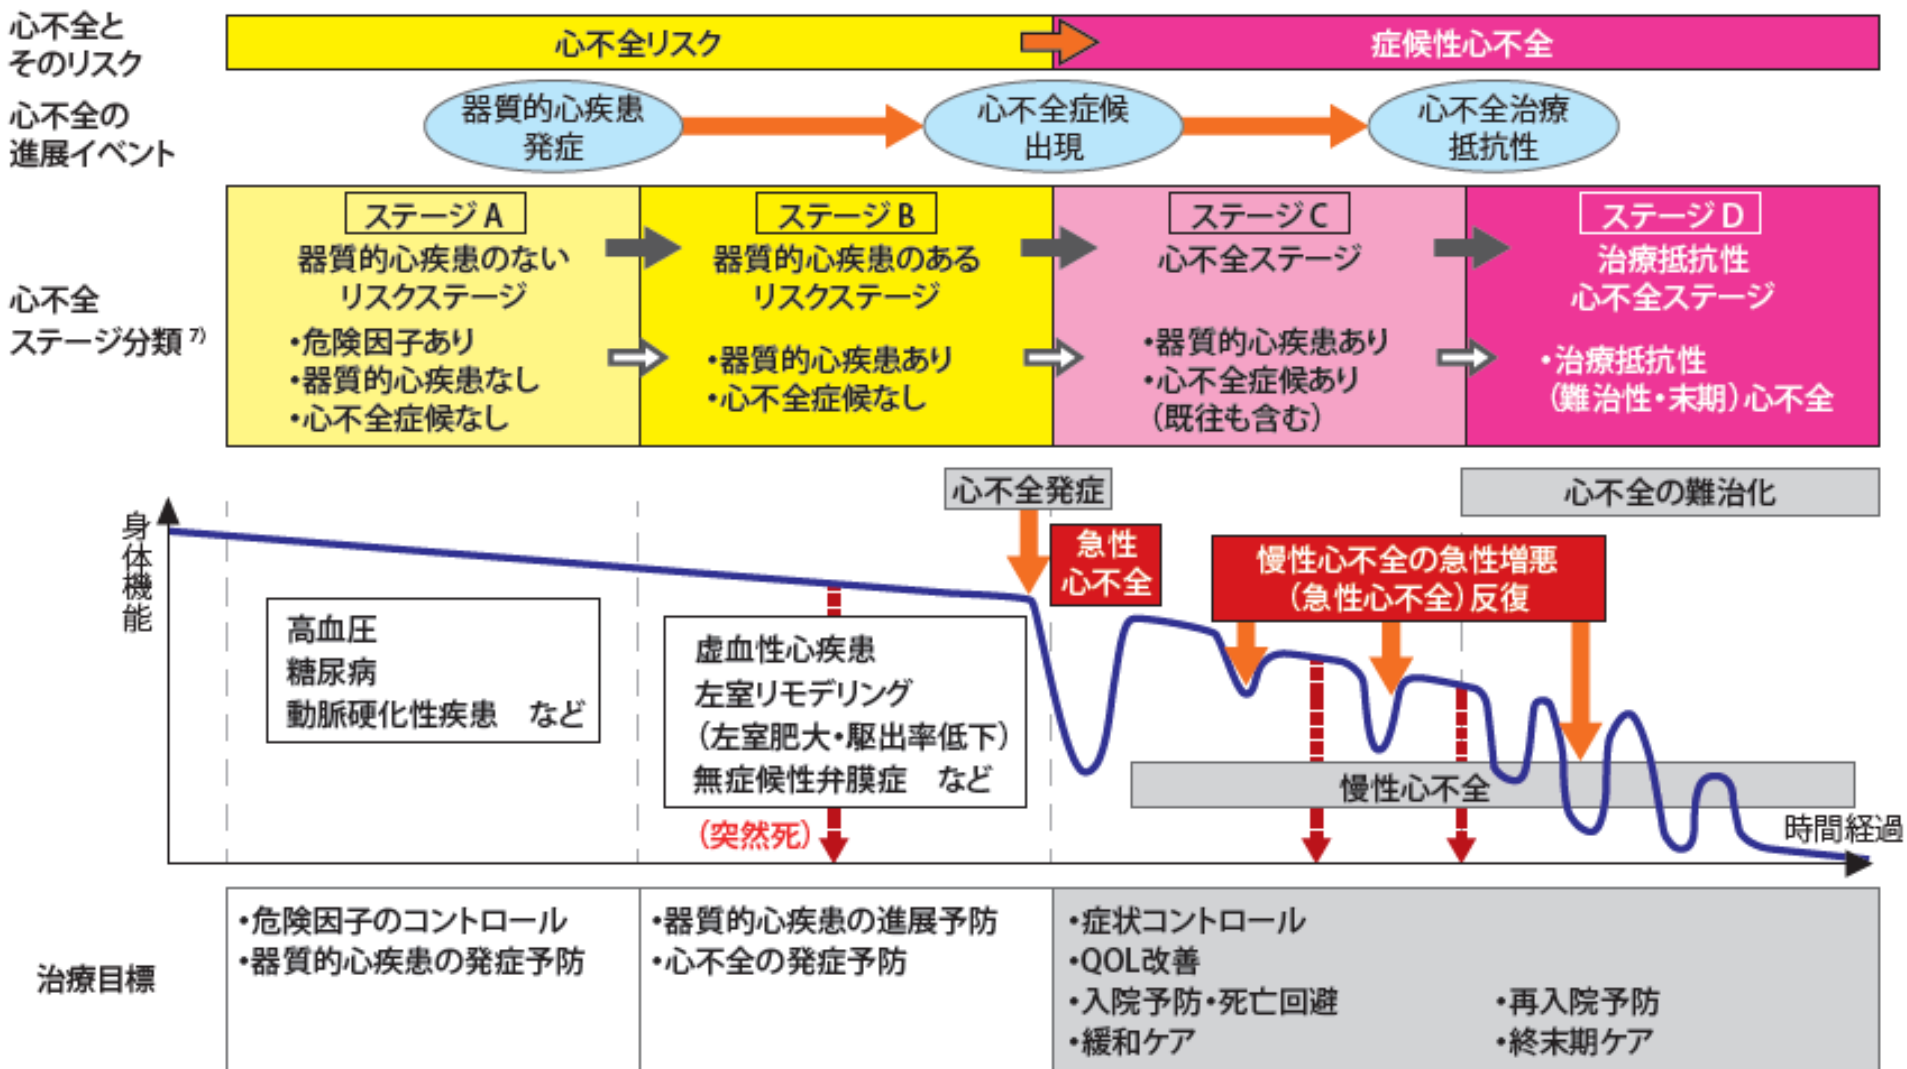 心不全と
そのリスク
心不全リスク
症候性心不全
心不全の
進展イベント
器質的心疾患
発症
心不全症候
出現
心不全治療
抵抗性
心不全
ステージ分類 7)
ステージ A
器質的心疾患のない
リスクステージ
・危険因子あり
・器質的心疾患なし
・心不全症候なし
ステージ B
器質的心疾患のある
リスクステージ
・器質的心疾患あり
・心不全症候なし
ステージ C
心不全ステージ
・器質的心疾患あり
・心不全症候あり
（既往も含む）
ステージ D
治療抵抗性
心不全ステージ
・治療抵抗性
（難治性・末期）心不全
心不全発症
心不全の難治化
身体機能
急性
心不全
慢性心不全の急性増悪
（急性心不全）反復
高血圧
糖尿病
動脈硬化性疾患　など
虚血性心疾患
左室リモデリング
（左室肥大・駆出率低下）
無症候性弁膜症　など
（突然死）
慢性心不全
時間経過
治療目標
・危険因子のコントロール
・器質的心疾患の発症予防
・器質的心疾患の進展予防
・心不全の発症予防
・症状コントロール
・QOL改善
・入院予防・死亡回避
・緩和ケア
・再入院予防
・終末期ケア